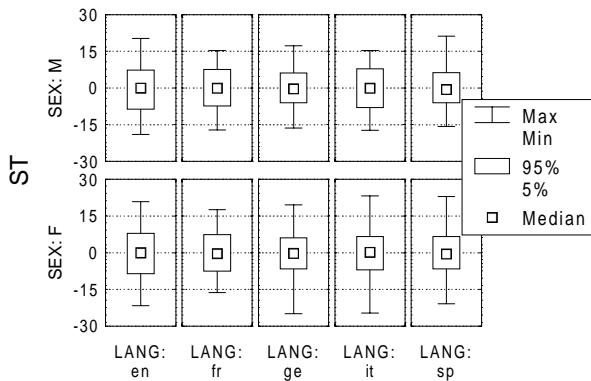 30
15
0
-15
-30
SEX: M
30
15
0
-15
-30
SEX: F
ST
Max
Min
95%
5%
Median
LANG:
en
LANG:
fr
LANG:
ge
LANG:
it
LANG:
sp